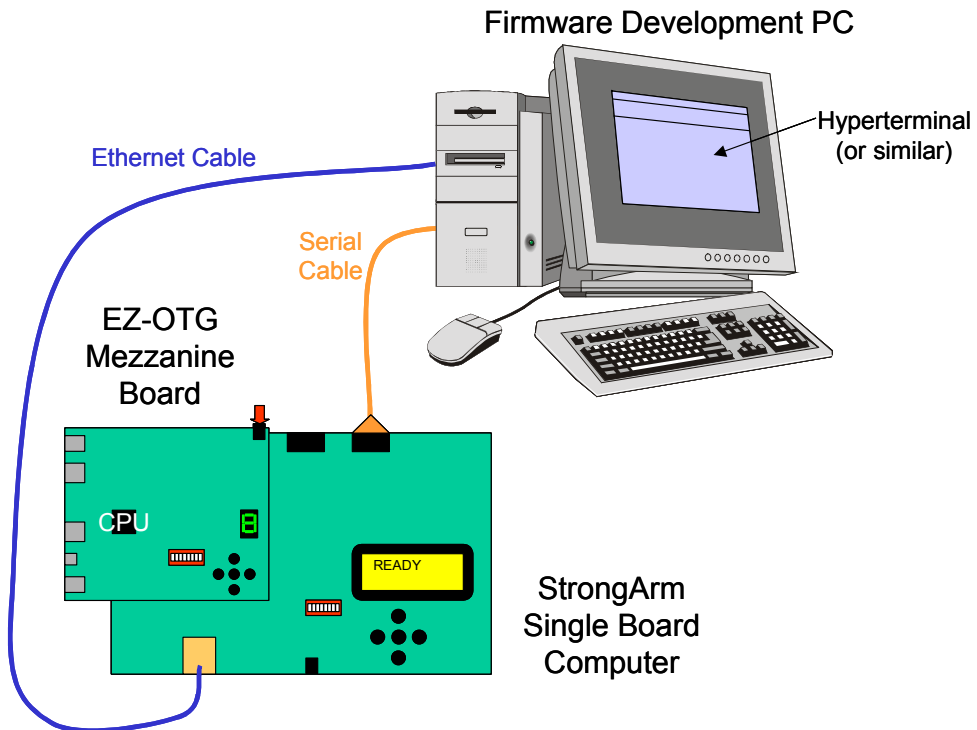 Firmware Development PC
Hyperterminal
(or similar)
Ethernet Cable
Serial
Cable
EZ-OTG
Mezzanine
Board
CPU
8
READY
StrongArm
Single Board
Computer